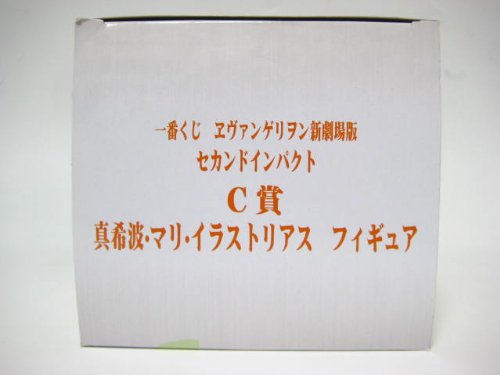 一番くじ　ヱヴァンゲリヲン新劇場版
セカンドインパクト
C賞
真希波・マリ・イラストリアス　フィギュア